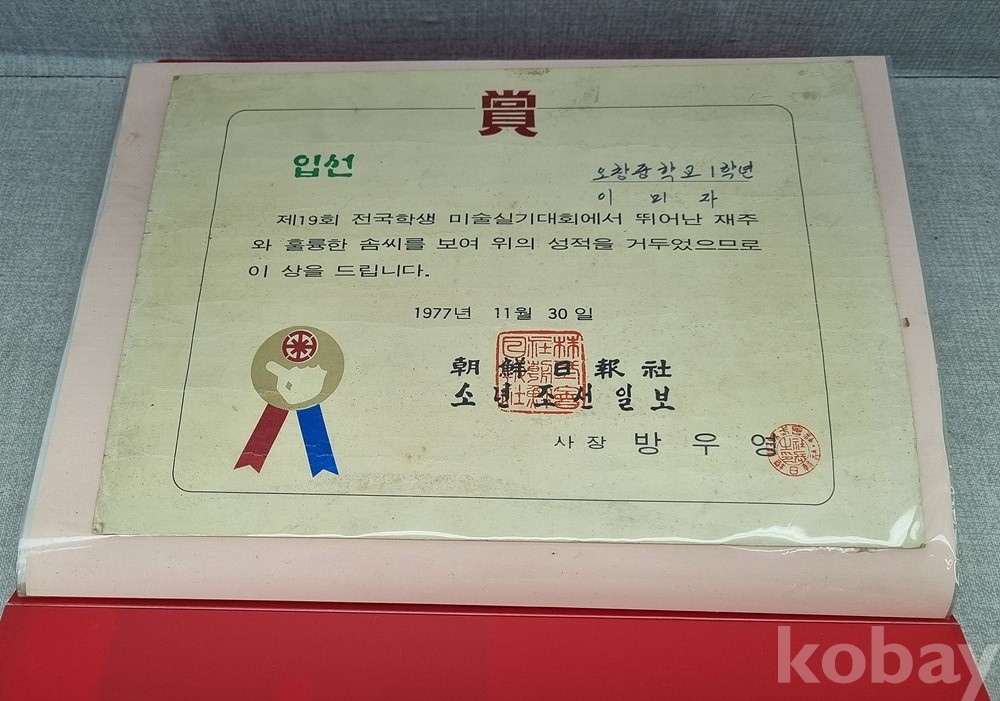 賞
입선
오창중학교 1학년
이 미 자
제19회 전국학생 미술실기대회에서 뛰어난 재주
와 훌륭한 솜씨를 보여 위의 성적을 거두었으므로
이 상을 드립니다.
1977년 11월 30일
朝鮮日報社
소년조선일보
사장 방우영
kobay